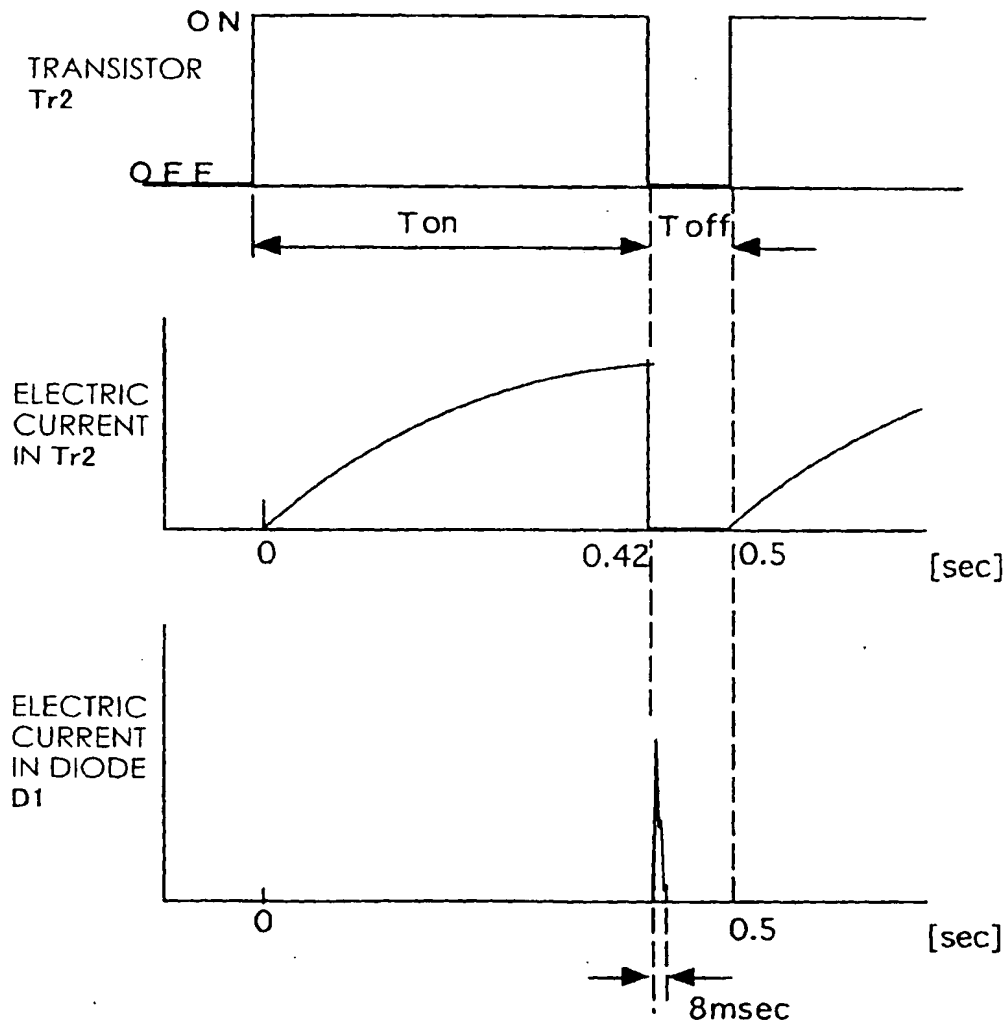 ON
TRANSISTOR
Tr2
OFF
Ton
Toff
ELECTRIC
CURRENT
IN Tr2
0
0.42
0.5
[sec]
ELECTRIC
CURRENT
IN DIODE
D1
0
0.5
[sec]
8msec